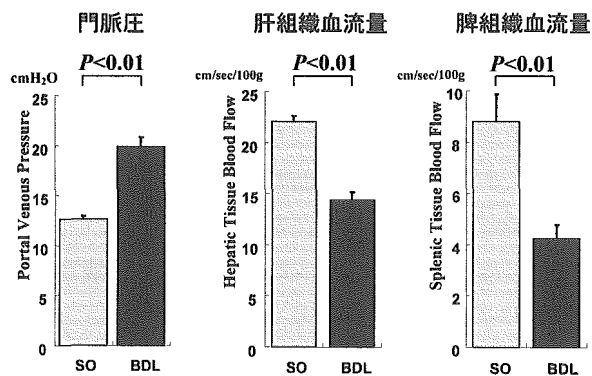 門脈圧
P<0.01
cmH₂O
Portal Venous Pressure
25
20
15
10
5
0
SO BDL
肝組織血流量
P<0.01
cm/sec/100g
Hepatic Tissue Blood Flow
25
20
15
10
5
0
SO BDL
脾組織血流量
P<0.01
cm/sec/100g
Splenic Tissue Blood Flow
10
8
6
4
2
0
SO BDL